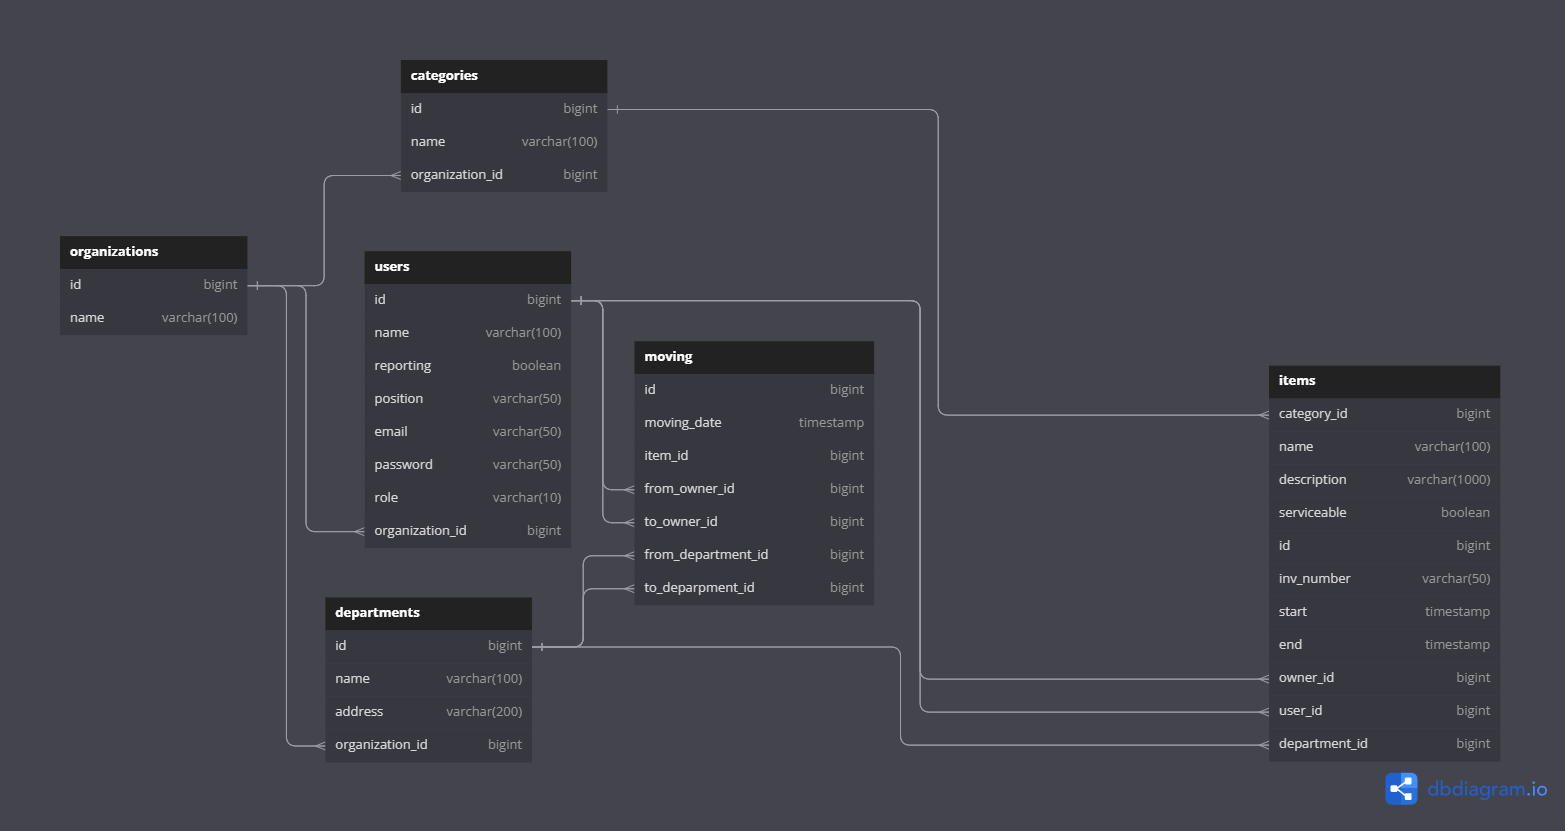 categories
id bigint
name varchar(100)
organization_id bigint
organizations
id bigint
name varchar(100)
users
id bigint
name varchar(100)
reporting boolean
position varchar(50)
email varchar(50)
password varchar(50)
role varchar(10)
organization_id bigint
moving
id bigint
moving_date timestamp
item_id bigint
from_owner_id bigint
to_owner_id bigint
from_department_id bigint
to_deparpment_id bigint
departments
id bigint
name varchar(100)
address varchar(200)
organization_id bigint
items
category_id bigint
name varchar(100)
description varchar(1000)
serviceable boolean
id bigint
inv_number varchar(50)
start timestamp
end timestamp
owner_id bigint
user_id bigint
department_id bigint
dbdiagram.io